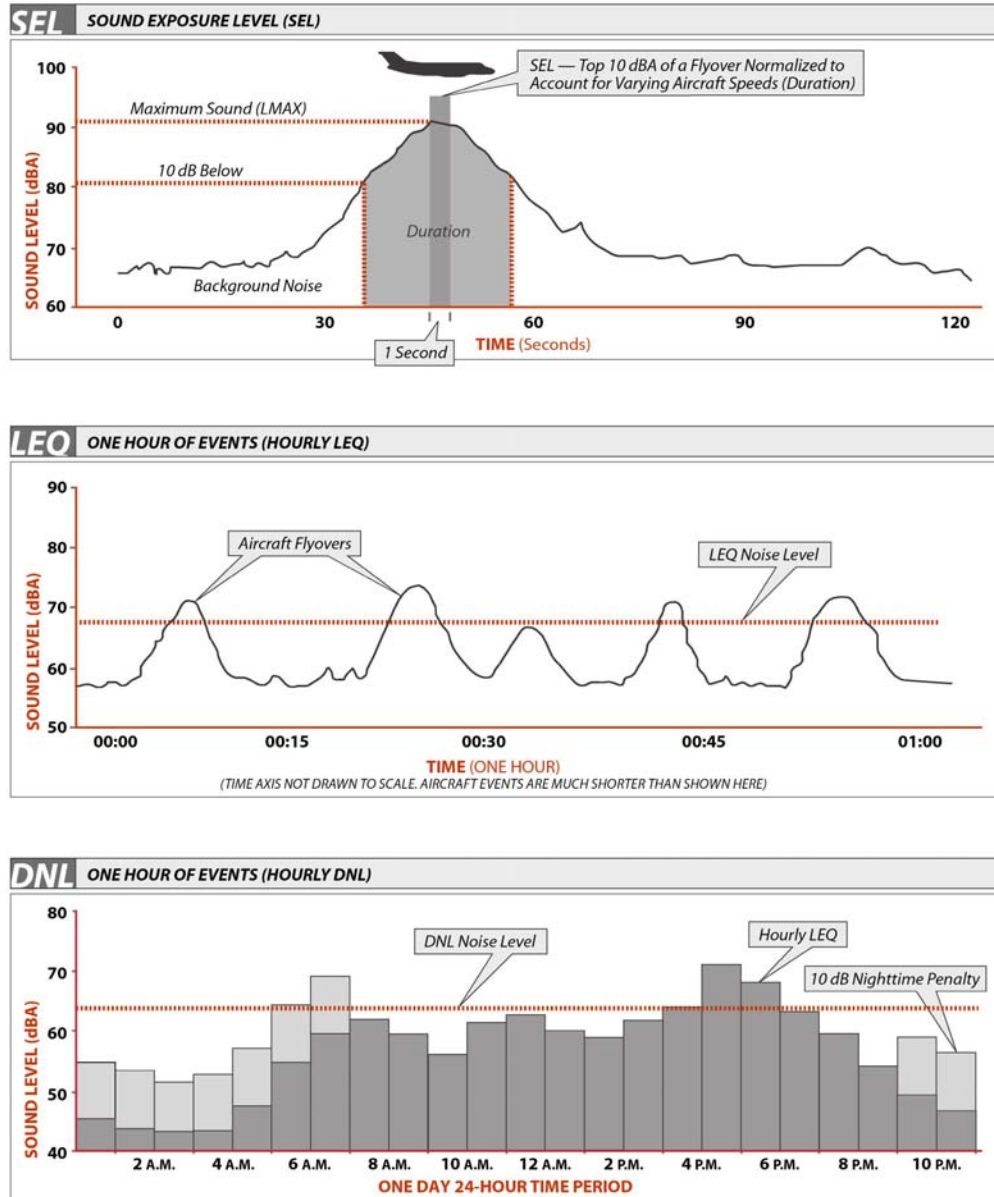 SEL SOUND EXPOSURE LEVEL (SEL)
SOUND LEVEL (dBA)
100
90
80
70
60
Maximum Sound (LMAX)
10 dB Below
SEL — Top 10 dBA of a Flyover Normalized to
Account for Varying Aircraft Speeds (Duration)
Duration
Background Noise
0 30 60 90 120
1 Second
TIME (Seconds)
LEQ ONE HOUR OF EVENTS (HOURLY LEQ)
SOUND LEVEL (dBA)
90
80
70
60
50
Aircraft Flyovers
LEQ Noise Level
00:00 00:15 00:30 00:45 01:00
TIME (ONE HOUR)
(TIME AXIS NOT DRAWN TO SCALE. AIRCRAFT EVENTS ARE MUCH SHORTER THAN SHOWN HERE)
DNL ONE HOUR OF EVENTS (HOURLY DNL)
SOUND LEVEL (dBA)
80
70
60
50
40
DNL Noise Level
Hourly LEQ
10 dB Nighttime Penalty
2 A.M. 4 A.M. 6 A.M. 8 A.M. 10 A.M. 12 A.M. 2 P.M. 4 P.M. 6 P.M. 8 P.M. 10 P.M.
ONE DAY 24-HOUR TIME PERIOD